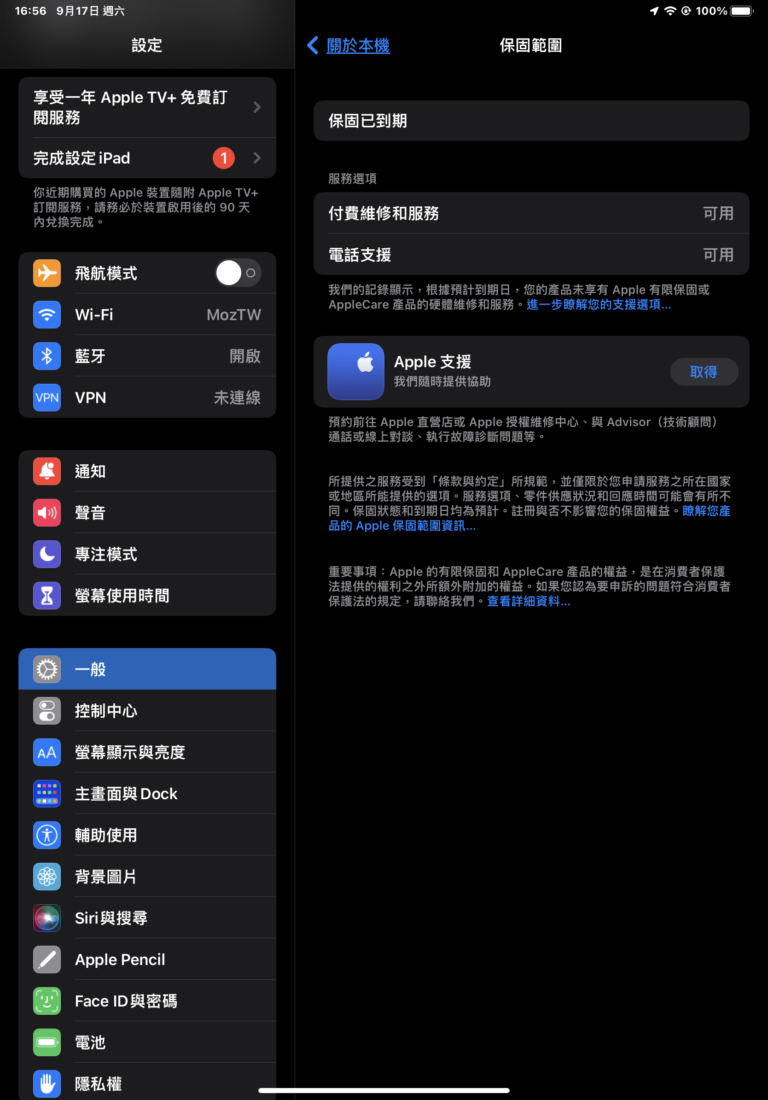 16:56 9月17日 週六
100%
設定
享受一年 Apple TV+ 免費訂
閱服務
完成設定 iPad
1
你近期購買的 Apple 裝置隨附 Apple TV+
訂閱服務，請務必於裝置啟用後的 90 天
內兌換完成。
飛航模式
Wi-Fi
MozTW
藍牙
開啟
VPN
VPN
未連線
通知
聲音
專注模式
螢幕使用時間
一般
控制中心
AA
螢幕顯示與亮度
主畫面與 Dock
輔助使用
背景圖片
Siri 與搜尋
Apple Pencil
Face ID 與密碼
電池
隱私權
關於本機
保固範圍
保固已到期
服務選項
付費維修和服務
可用
電話支援
可用
我們的記錄顯示，根據預計到期日，您的產品未享有 Apple 有限保固或
AppleCare 產品的硬體維修和服務。進一步瞭解您的支援選項...
Apple 支援
我們隨時提供協助
取得
預約前往 Apple 直營店或 Apple 授權維修中心、與 Advisor（技術顧問）
通話或線上對談、執行故障診斷問題等。
所提供之服務受到「條款與約定」所規範，並僅限於您申請服務之所在國家
或地區所能提供的選項。服務選項、零件供應狀況和回應時間可能會有所不
同。保固狀態和到期日均為預計。註冊與否不影響您的保固權益。瞭解您產
品的 Apple 保固範圍資訊...
重要事項：Apple 的有限保固和 AppleCare 產品的權益，是在消費者保護
法提供的權利之外所額外附加的權益。如果您認為要申訴的問題符合消費者
保護法的規定，請聯絡我們。查看詳細資料...